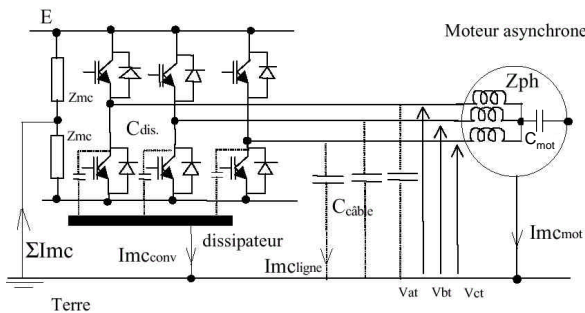 E
Moteur asynchrone
Zph
Zmc
Cdis.
Zmc
Cmot
Ccâble
ΣImc
dissipateur
Imcconv
Imcligne
Imcmot
Vat
Vbt
Vct
Terre